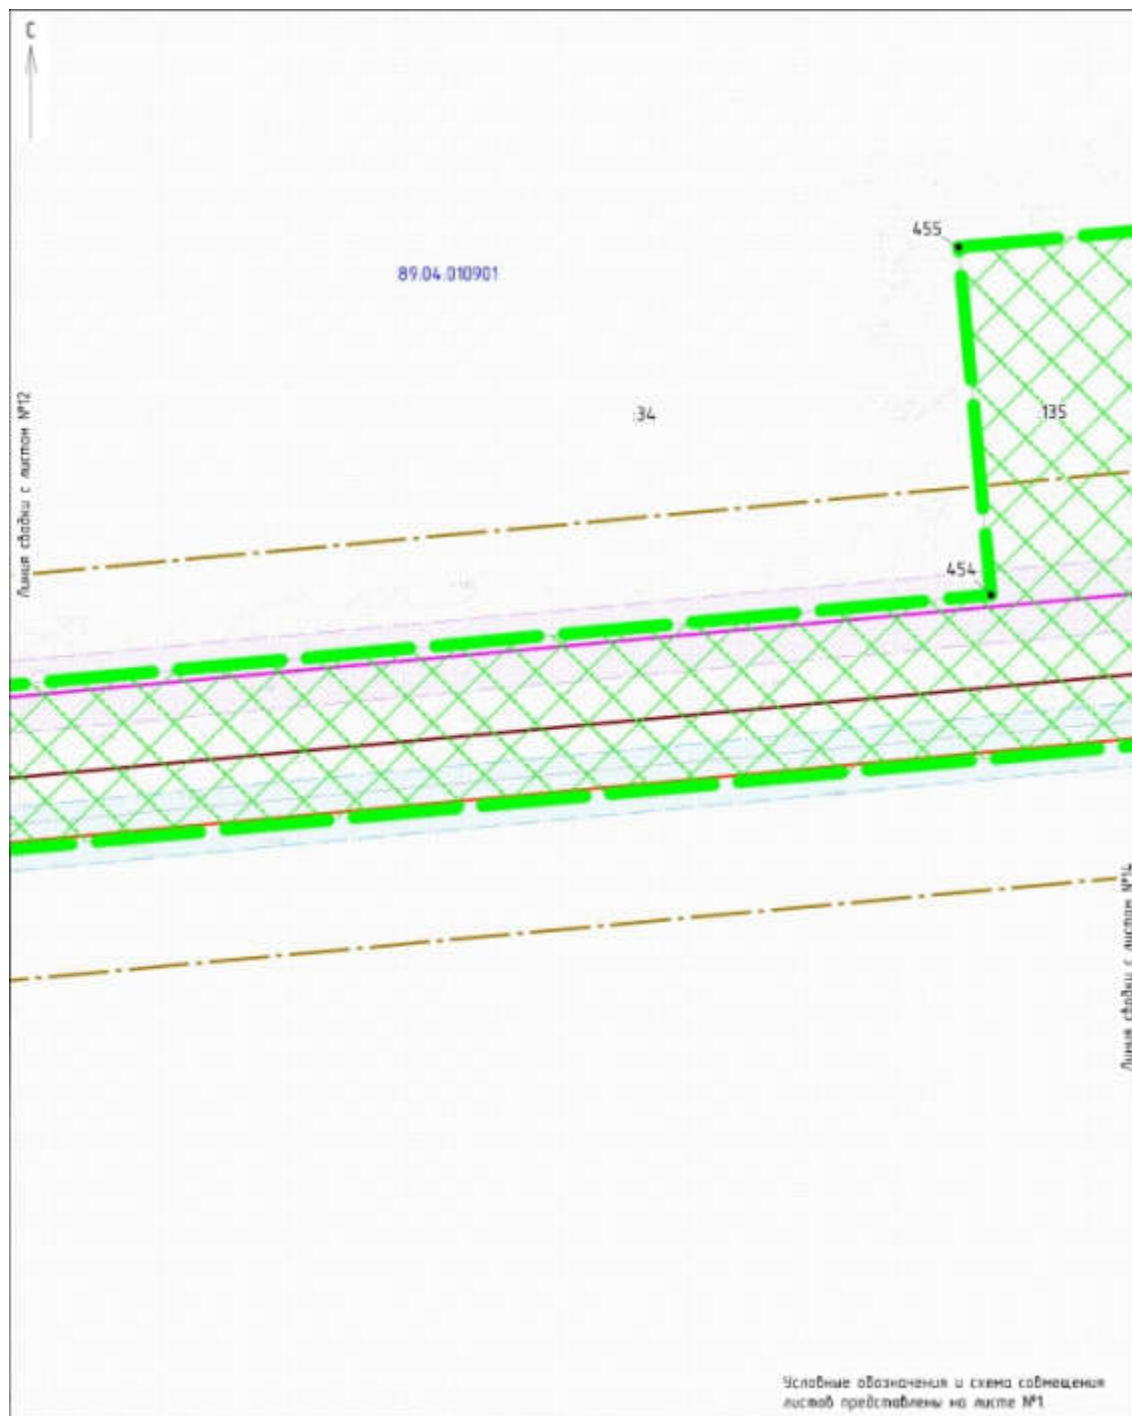 С
455
89:04:010901
:34
:135
Линия сводки с листом №12
454
Линия сводки с листом №14
Условные обозначения и схема совмещения
листов представлены на листе №1